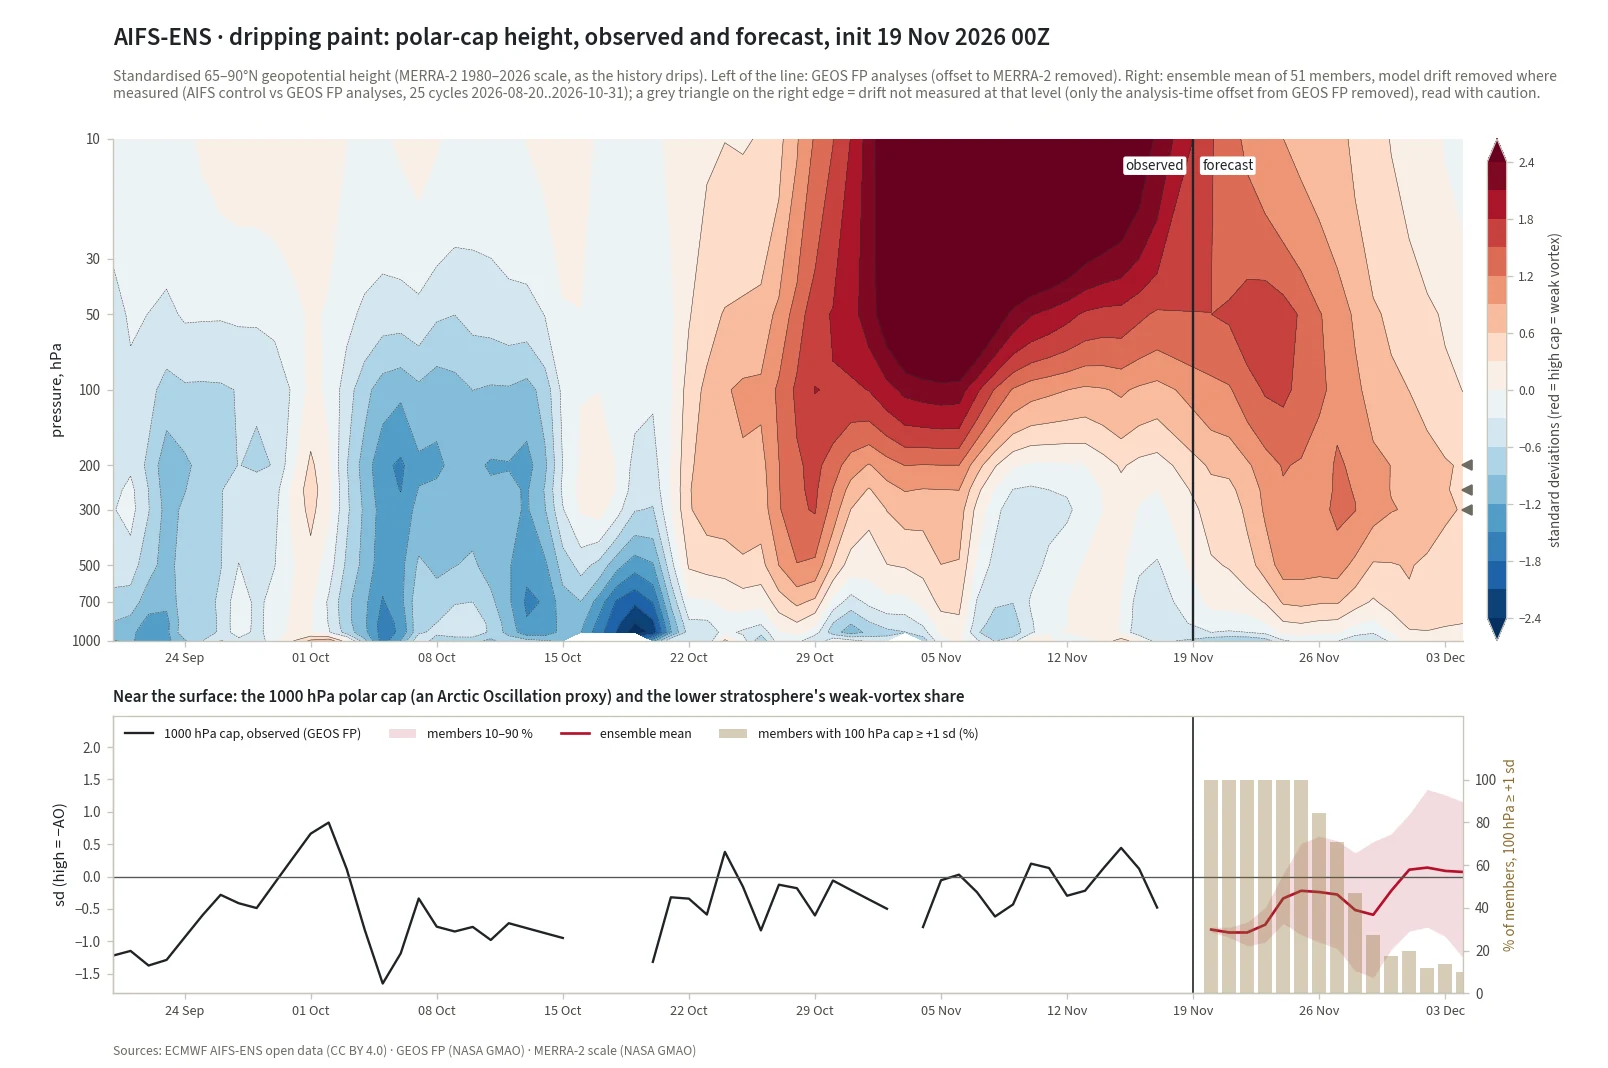 AIFS-ENS · dripping paint: polar-cap height, observed and forecast, init 19 Nov 2026 00Z
Standardised 65–90°N geopotential height (MERRA-2 1980–2026 scale, as the history drips). Left of the line: GEOS FP analyses (offset to MERRA-2 removed). Right: ensemble mean of 51 members, model drift removed where
measured (AIFS control vs GEOS FP analyses, 25 cycles 2026-08-20..2026-10-31); a grey triangle on the right edge = drift not measured at that level (only the analysis-time offset from GEOS FP removed), read with caution.
pressure, hPa
10
30
50
100
200
300
500
700
1000
observed
forecast
24 Sep
01 Oct
08 Oct
15 Oct
22 Oct
29 Oct
05 Nov
12 Nov
19 Nov
26 Nov
03 Dec
2.4
1.8
1.2
0.6
0.0
−0.6
−1.2
−1.8
−2.4
standard deviations (red = high cap = weak vortex)
Near the surface: the 1000 hPa polar cap (an Arctic Oscillation proxy) and the lower stratosphere's weak-vortex share
1000 hPa cap, observed (GEOS FP)
members 10–90 %
ensemble mean
members with 100 hPa cap ≥ +1 sd (%)
sd (high = −AO)
2.0
1.5
1.0
0.5
0.0
−0.5
−1.0
−1.5
100
80
60
40
20
0
% of members, 100 hPa ≥ +1 sd
24 Sep
01 Oct
08 Oct
15 Oct
22 Oct
29 Oct
05 Nov
12 Nov
19 Nov
26 Nov
03 Dec
Sources: ECMWF AIFS-ENS open data (CC BY 4.0) · GEOS FP (NASA GMAO) · MERRA-2 scale (NASA GMAO)